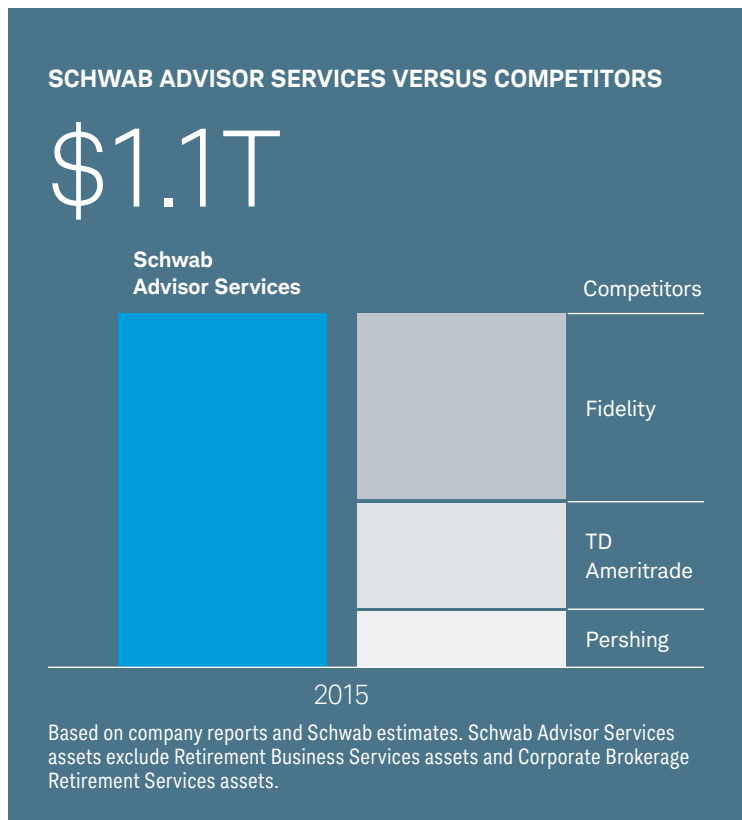 SCHWAB ADVISOR SERVICES VERSUS COMPETITORS
$1.1T
Schwab
Advisor Services
Competitors
Fidelity
TD
Ameritrade
Pershing
2015
Based on company reports and Schwab estimates. Schwab Advisor Services
assets exclude Retirement Business Services assets and Corporate Brokerage
Retirement Services assets.